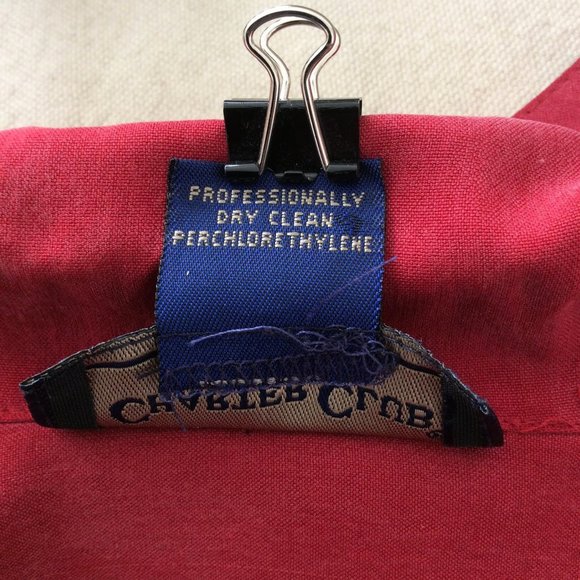 PROFESSIONALLY
DRY CLEAN
PERCHLORETHYLENE
CHARTER CLUB